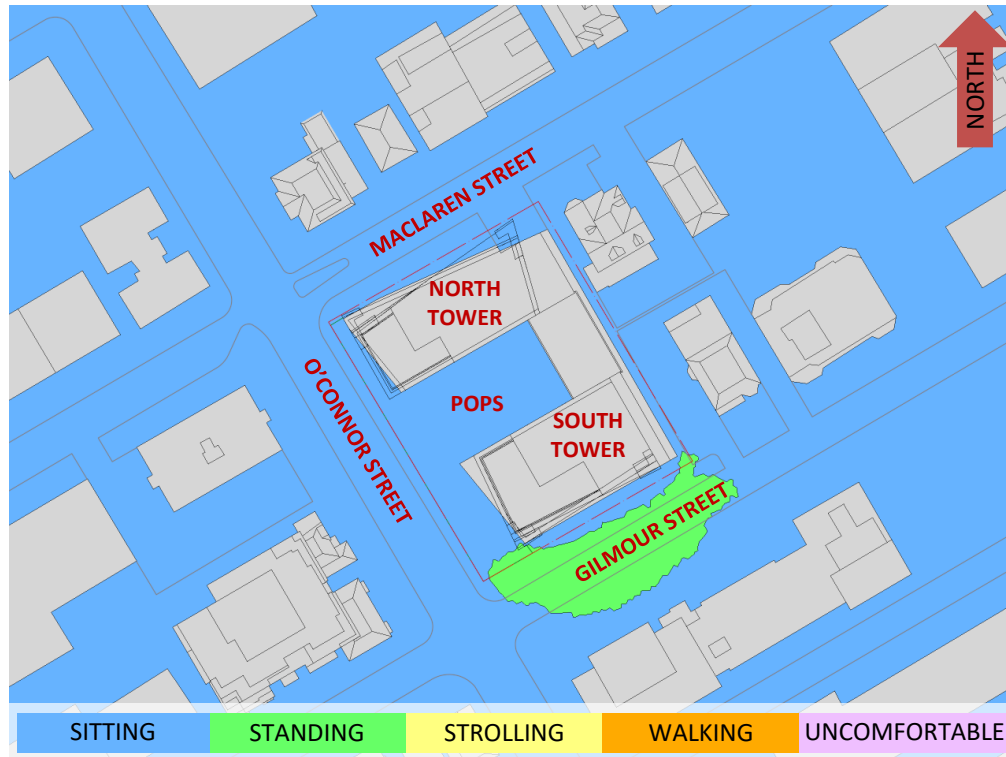 NORTH
MACLAREN STREET
NORTH
TOWER
O'CONNOR STREET
POPS
SOUTH
TOWER
GILMOUR STREET
SITTING
STANDING
STROLLING
WALKING
UNCOMFORTABLE